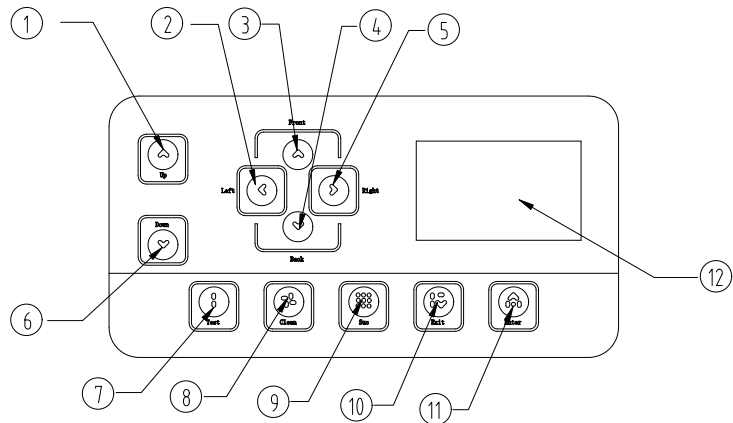 1 2 3 4 5
Front
Up
Left Right
Down
Back
Test Clean Suc Exit Enter
6 7 8 9 10 11 12